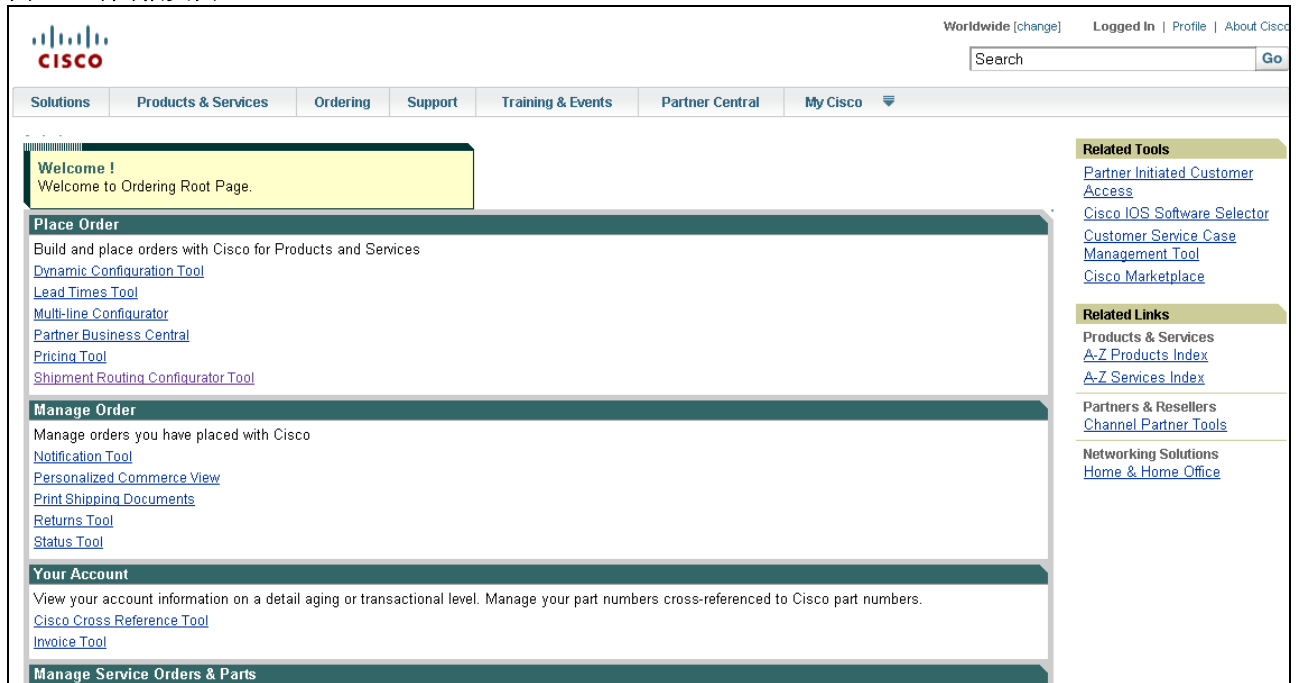 Worldwide [change] Logged In | Profile | About Cisco
CISCO
Search Go
Solutions Products & Services Ordering Support Training & Events Partner Central My Cisco
Welcome !
Welcome to Ordering Root Page.
Place Order
Build and place orders with Cisco for Products and Services
Dynamic Configuration Tool
Lead Times Tool
Multi-line Configurator
Partner Business Central
Pricing Tool
Shipment Routing Configurator Tool
Manage Order
Manage orders you have placed with Cisco
Notification Tool
Personalized Commerce View
Print Shipping Documents
Returns Tool
Status Tool
Your Account
View your account information on a detail aging or transactional level. Manage your part numbers cross-referenced to Cisco part numbers.
Cisco Cross Reference Tool
Invoice Tool
Manage Service Orders & Parts
Related Tools
Partner Initiated Customer
Access
Cisco IOS Software Selector
Customer Service Case
Management Tool
Cisco Marketplace
Related Links
Products & Services
A-Z Products Index
A-Z Services Index
Partners & Resellers
Channel Partner Tools
Networking Solutions
Home & Home Office